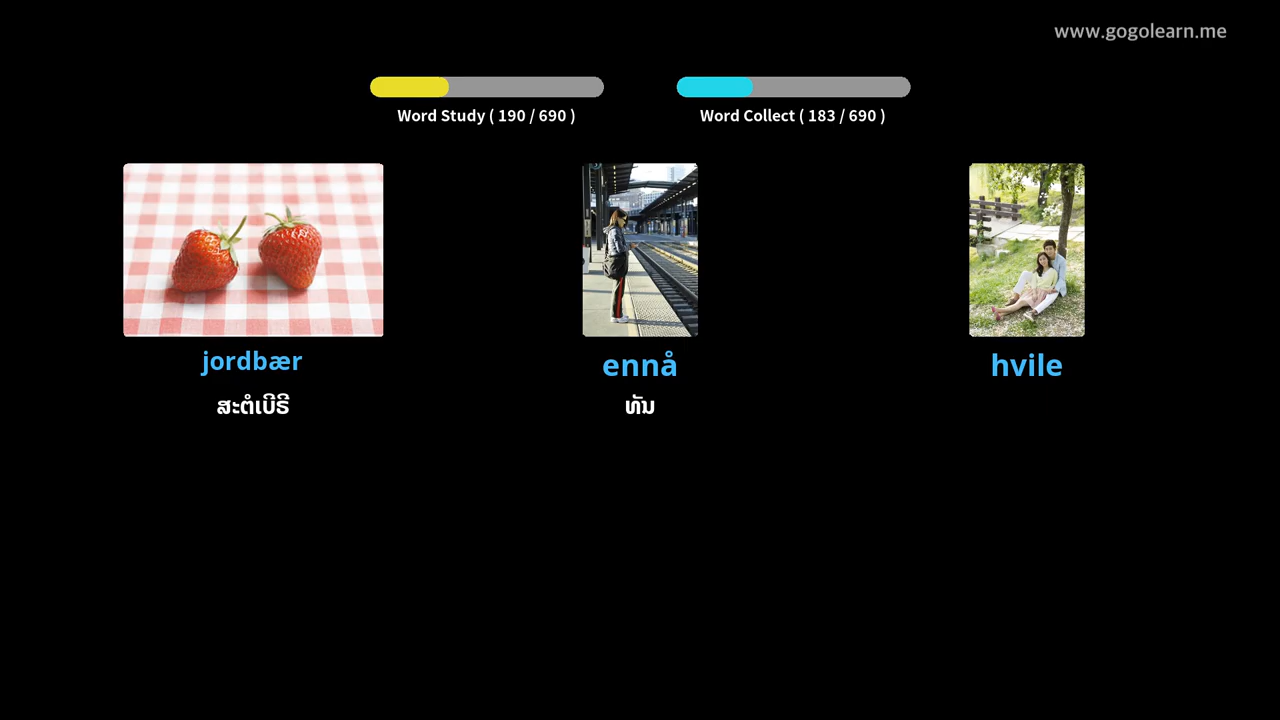 www.gogolearn.me
Word Study ( 190 / 690 )
Word Collect ( 183 / 690 )
jordbær
ennå
hvile
ສະຕໍເບີຣີ
ທັນ